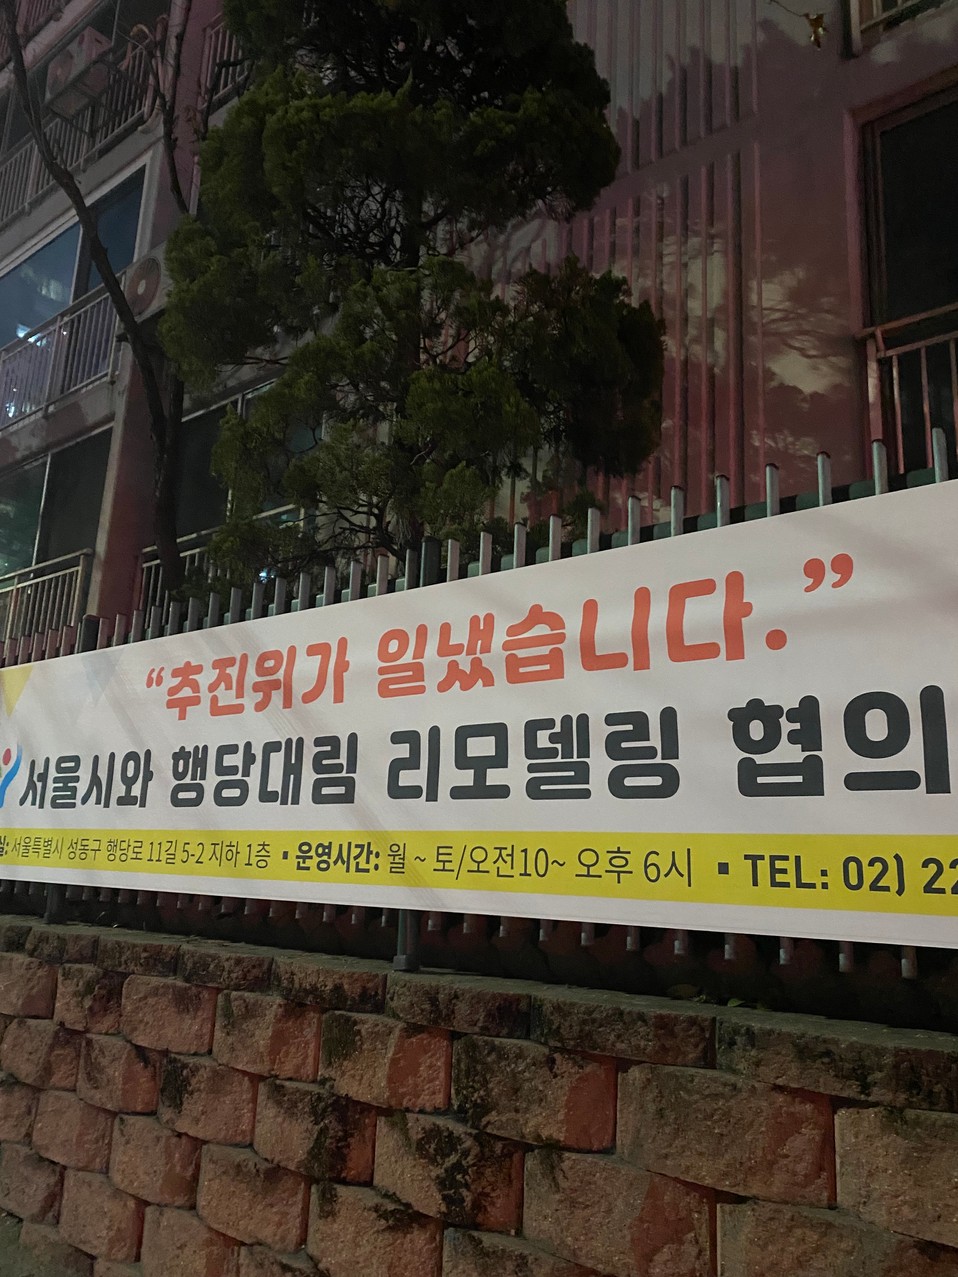 “추진위가 일냈습니다.”
서울시와 행당대림 리모델링 협의
서울특별시 성동구 행당로 11길 5-2 지하 1층 ▪ 운영시간: 월 ~ 토/오전10~ 오후 6시 ▪ TEL: 02) 22